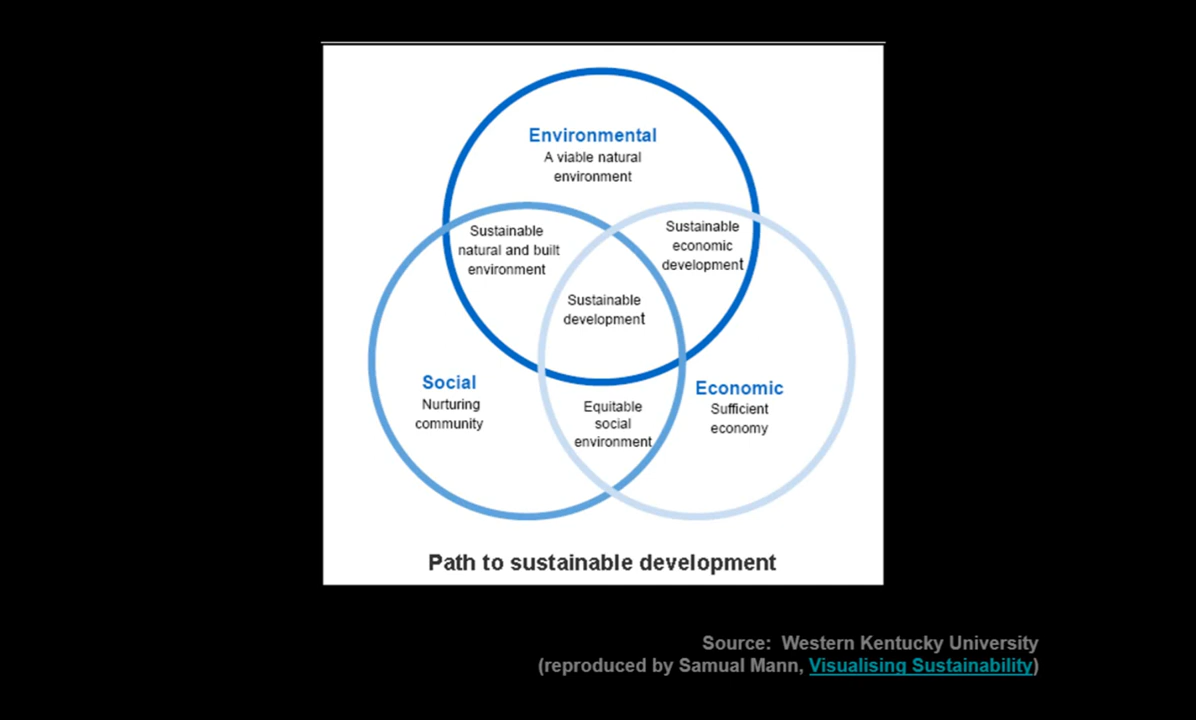 Environmental
A viable natural
environment
Sustainable
natural and built
environment
Sustainable
economic
development
Sustainable
development
Social
Nurturing
community
Equitable
social
environment
Economic
Sufficient
economy
Path to sustainable development
Source:  Western Kentucky University
(reproduced by Samual Mann, Visualising Sustainability)